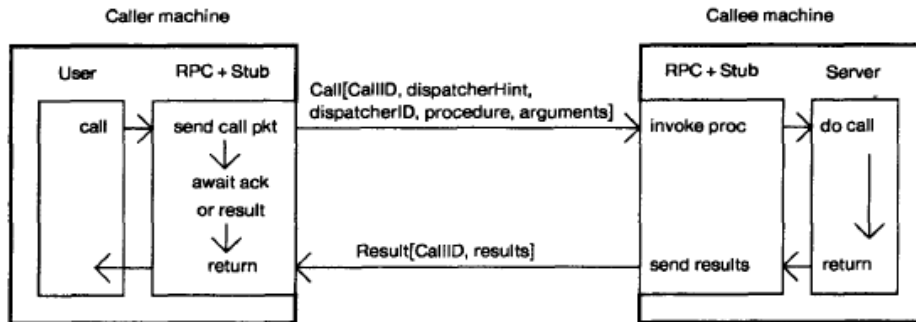 Caller machine
Callee machine
User
RPC + Stub
RPC + Stub
Server
Call[CallID, dispatcherHint,
dispatcherID, procedure, arguments]
call
send call pkt
invoke proc
do call
await ack
or result
Result[CallID, results]
return
send results
return